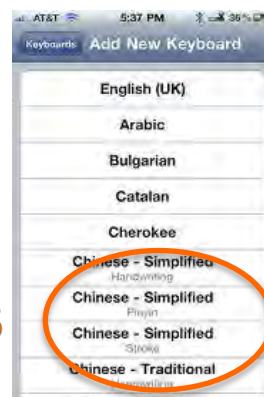 AT&T 5:37 PM 36%
Keyboards Add New Keyboard
English (UK)
Arabic
Bulgarian
Catalan
Cherokee
Chinese - Simplified
Handwriting
Chinese - Simplified
Pinyin
Chinese - Simplified
Stroke
Chinese - Traditional
Handwriting